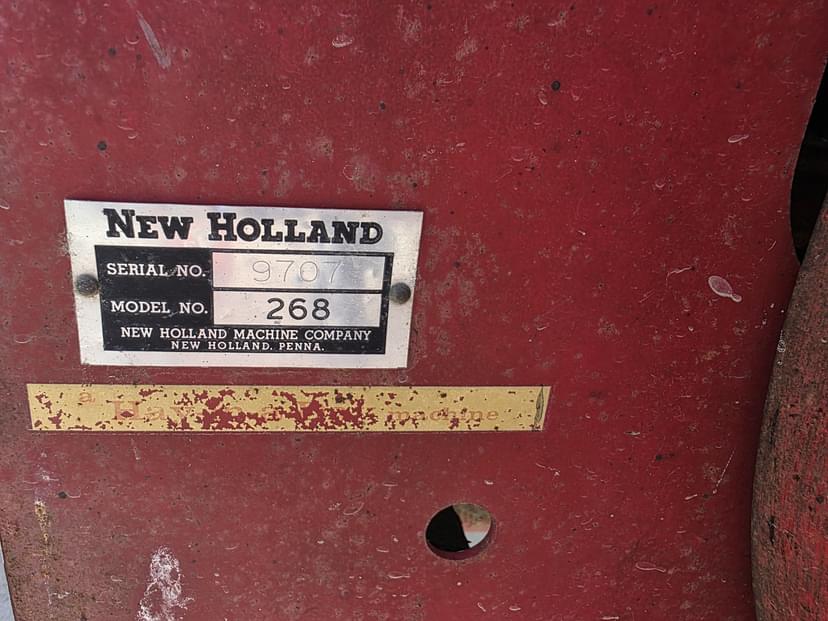 NEW HOLLAND
SERIAL NO. 9707
MODEL NO. 268
NEW HOLLAND MACHINE COMPANY
NEW HOLLAND, PENNA.
a
machine